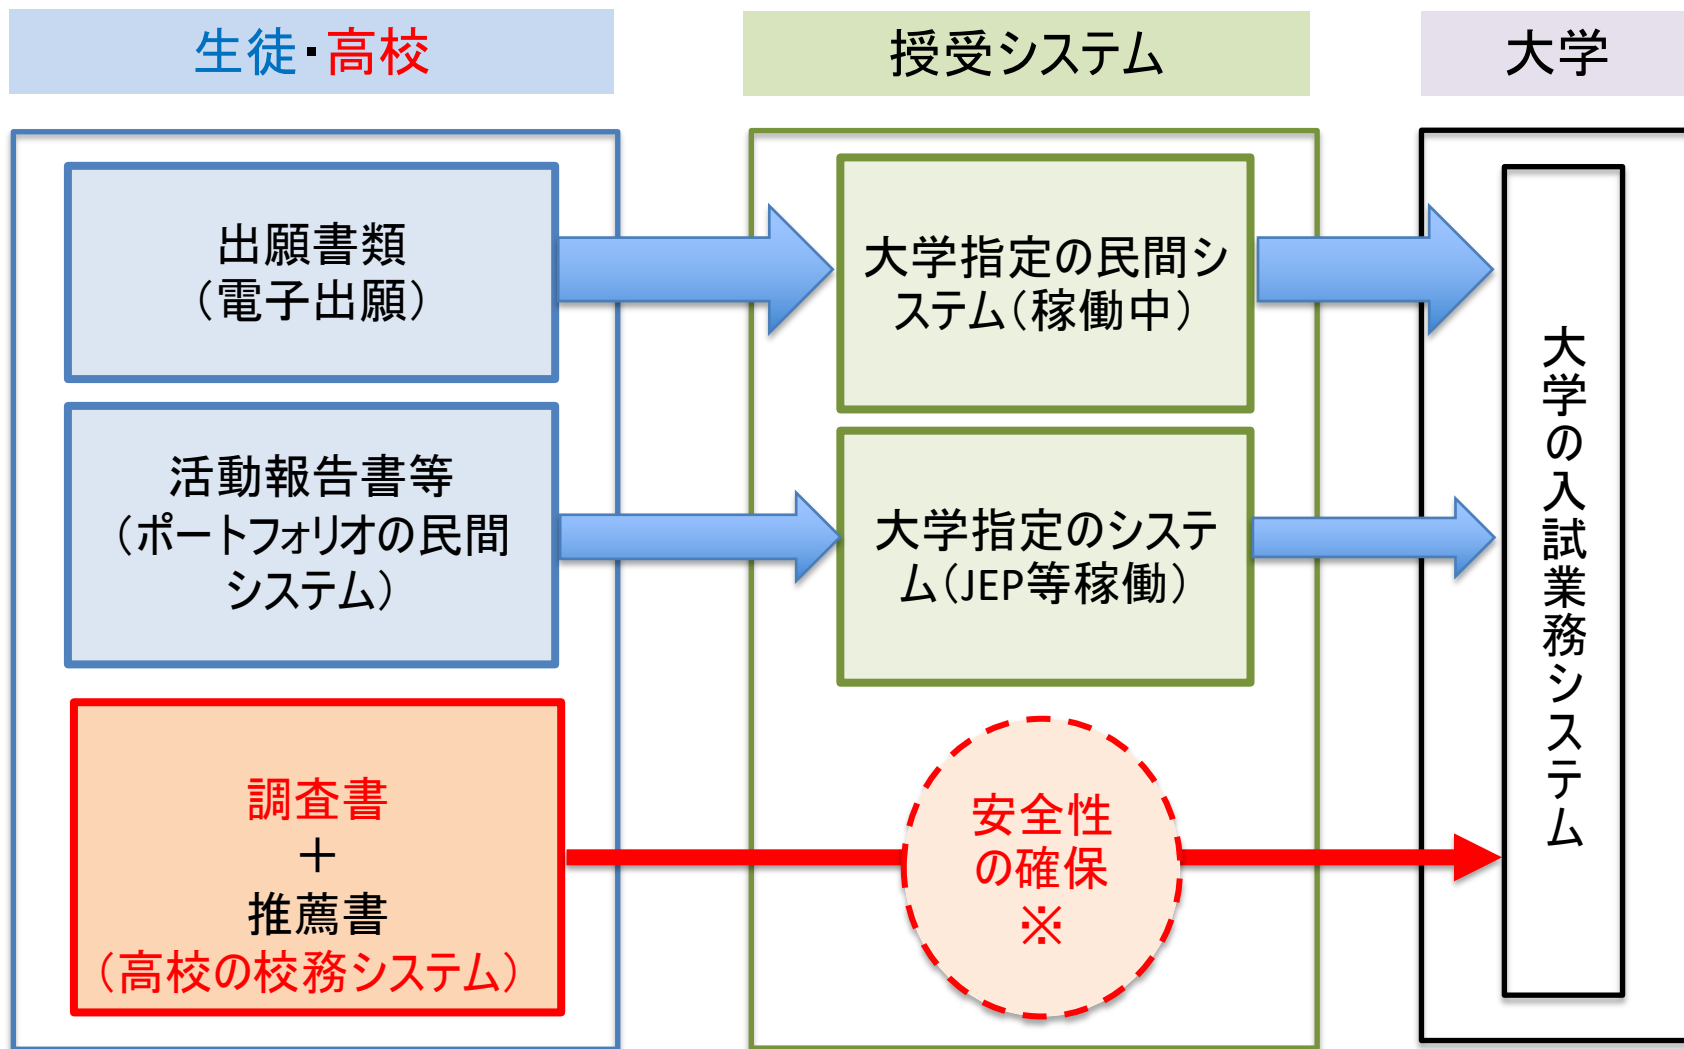 生徒・高校
授受システム
大学
出願書類
（電子出願）
大学指定の民間シ
ステム（稼働中）
活動報告書等
（ポートフォリオの民間
システム）
大学指定のシステ
ム（JEP等稼働）
調査書
＋
推薦書
（高校の校務システム）
安全性
の確保
※
大学の入試業務システム